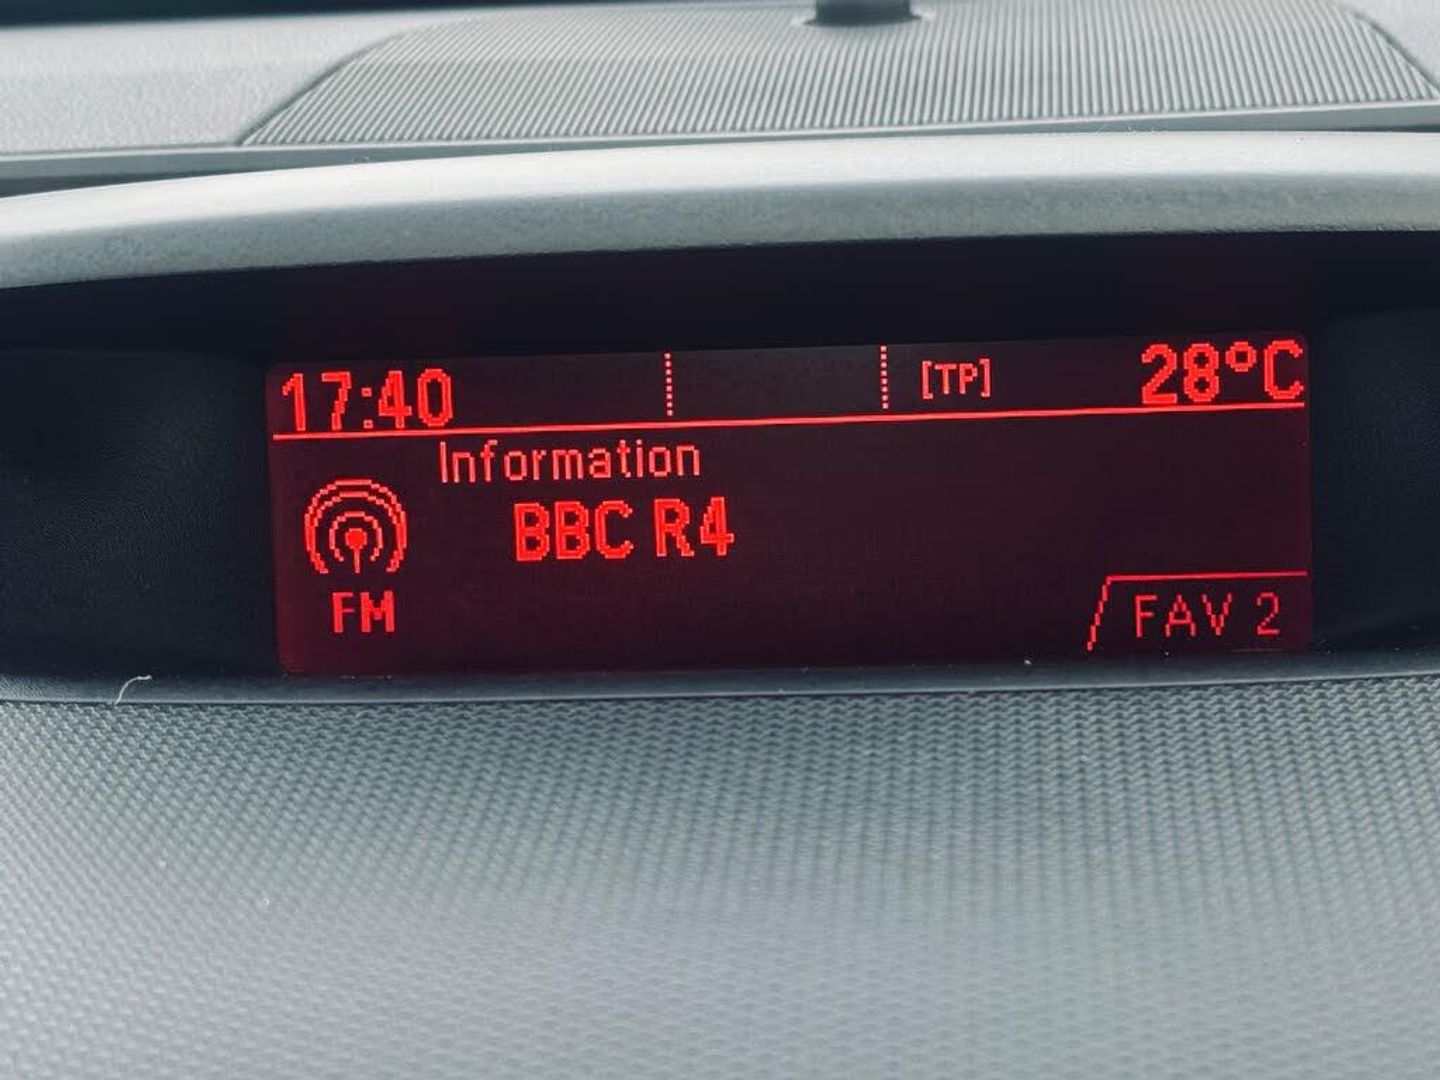 17:40 [TP] 28°C
Information
BBC R4
FM
FAV 2